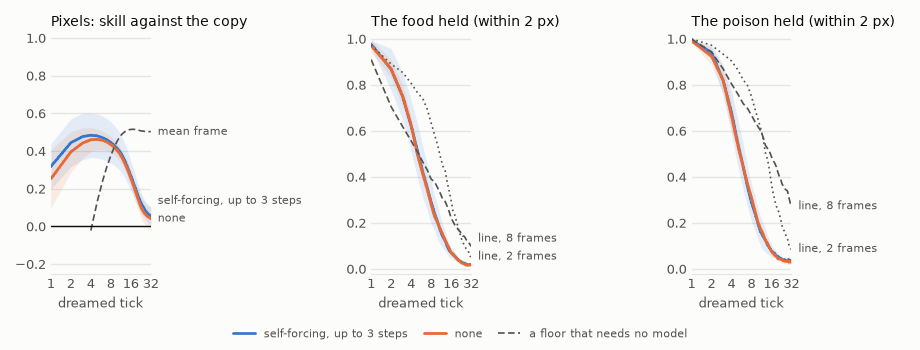 Pixels: skill against the copy
1.0
0.8
0.6
0.4
0.2
0.0
−0.2
mean frame
self-forcing, up to 3 steps
none
1 2 4 8 16 32
dreamed tick
The food held (within 2 px)
1.0
0.8
0.6
0.4
0.2
0.0
line, 8 frames
line, 2 frames
1 2 4 8 16 32
dreamed tick
The poison held (within 2 px)
1.0
0.8
0.6
0.4
0.2
0.0
line, 8 frames
line, 2 frames
1 2 4 8 16 32
dreamed tick
self-forcing, up to 3 steps none a floor that needs no model